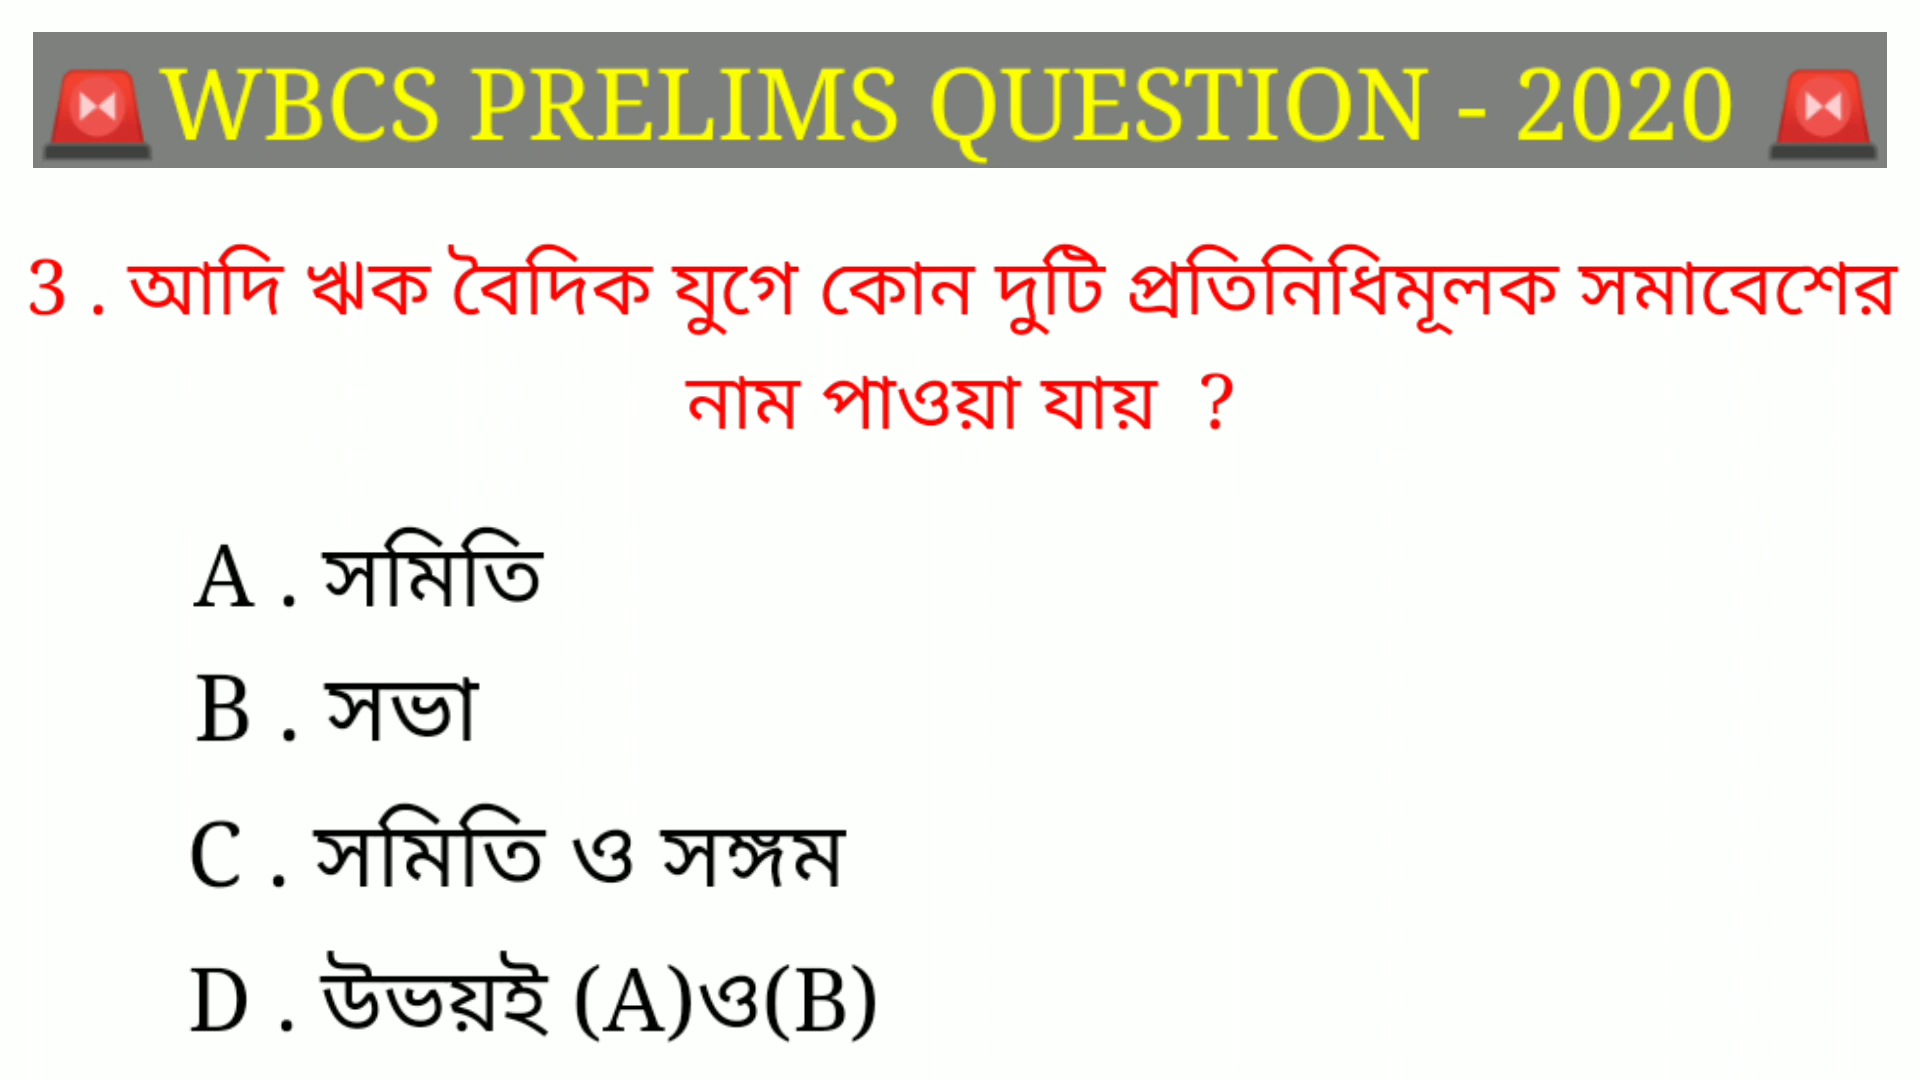 WBCS PRELIMS QUESTION - 2020
3 . আদি ঋক বৈদিক যুগে কোন দুটি প্রতিনিধিমূলক সমাবেশের
নাম পাওয়া যায় ?
A . সমিতি
B . সভা
C . সমিতি ও সঙ্গম
D . উভয়ই (A)ও(B)